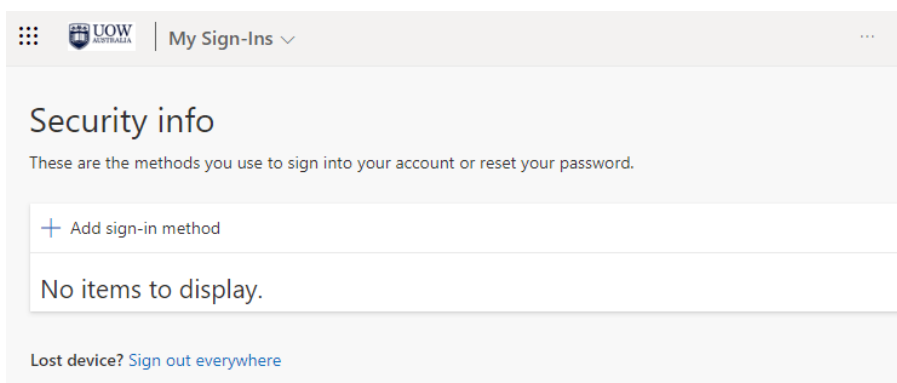 UOW
AUSTRALIA
My Sign-Ins
Security info
These are the methods you use to sign into your account or reset your password.
+ Add sign-in method
No items to display.
Lost device? Sign out everywhere